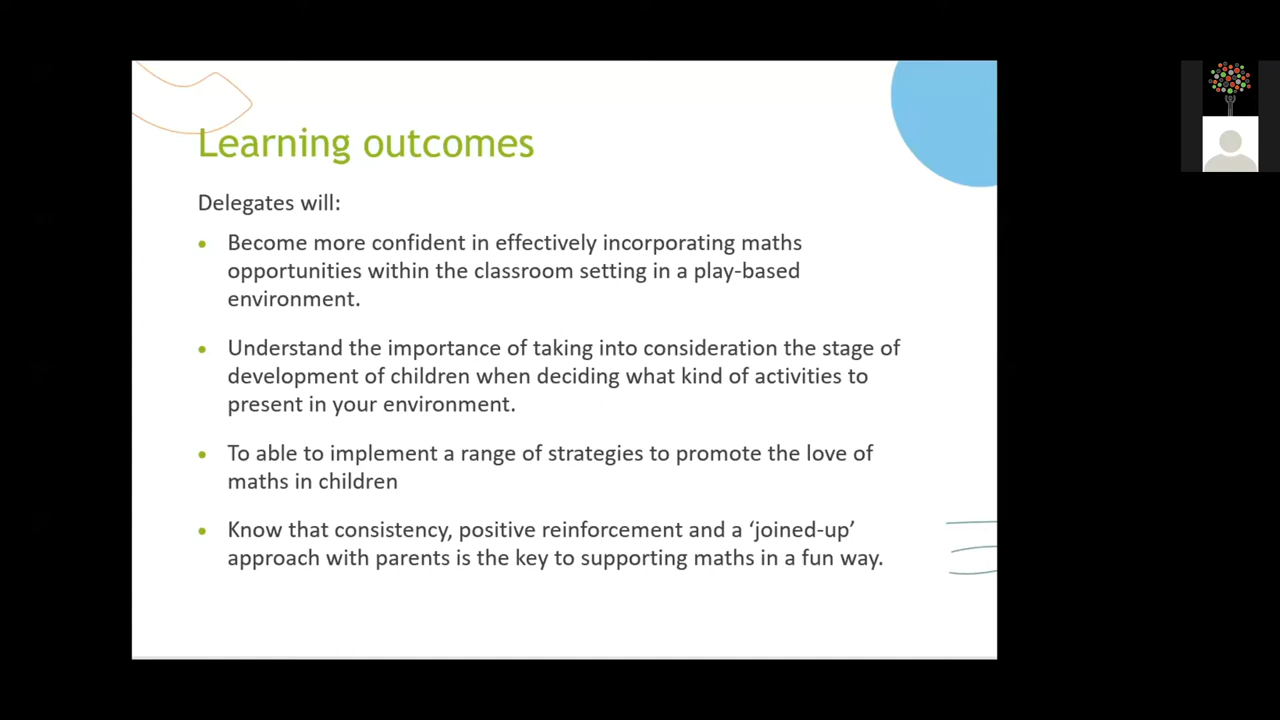 Learning outcomes
Delegates will:
Become more confident in effectively incorporating maths
opportunities within the classroom setting in a play-based
environment.
Understand the importance of taking into consideration the stage of
development of children when deciding what kind of activities to
present in your environment.
To able to implement a range of strategies to promote the love of
maths in children
Know that consistency, positive reinforcement and a ‘joined-up’
approach with parents is the key to supporting maths in a fun way.